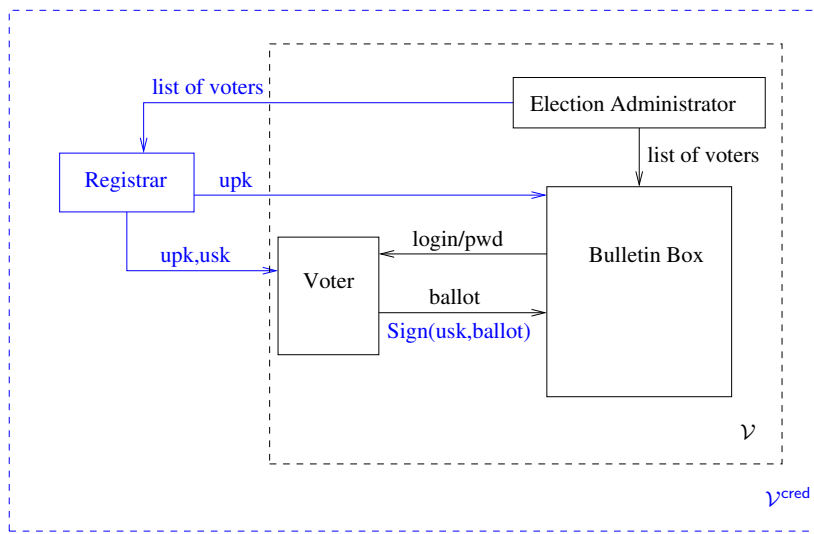 list of voters
Election Administrator
list of voters
Registrar
upk
login/pwd
Bulletin Box
upk,usk
Voter
ballot
Sign(usk,ballot)
𝒱
𝒱^cred